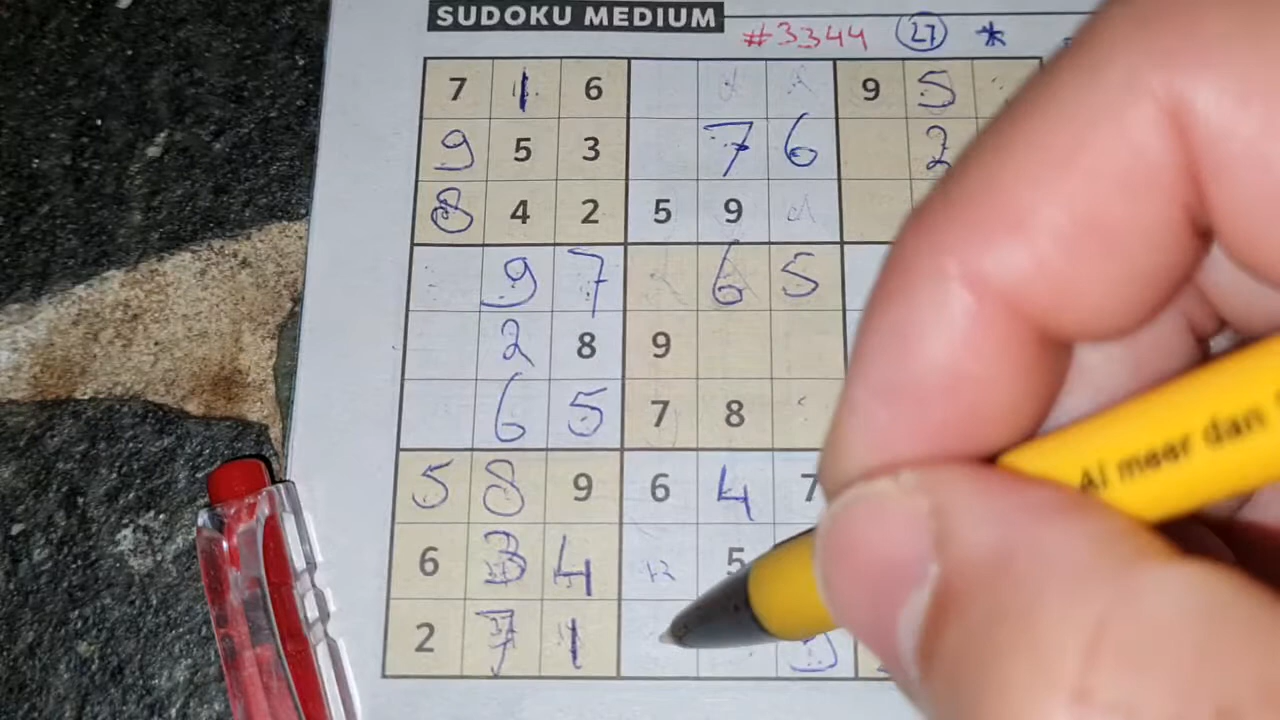 SUDOKU MEDIUM
#3344 27 *
7 1 6 9 5
9 5 3 7 6 2
8 4 2 5 9
9 7 6 5
2 8 9
6 5 7 8
5 8 9 6 4 7
6 3 4 5
2 7 1 9
Al meer dan